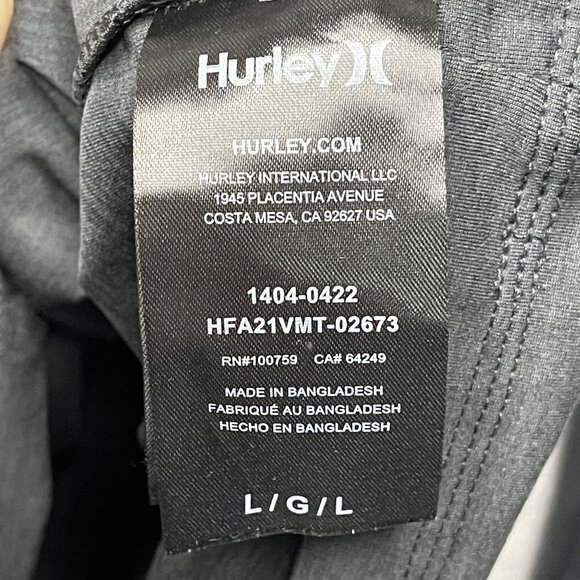 Hurley
HURLEY.COM
HURLEY INTERNATIONAL LLC
1945 PLACENTIA AVENUE
COSTA MESA, CA 92627 USA
1404-0422
HFA21VMT-02673
RN#100759 CA# 64249
MADE IN BANGLADESH
FABRIQUÉ AU BANGLADESH
HECHO EN BANGLADESH
L/G/L